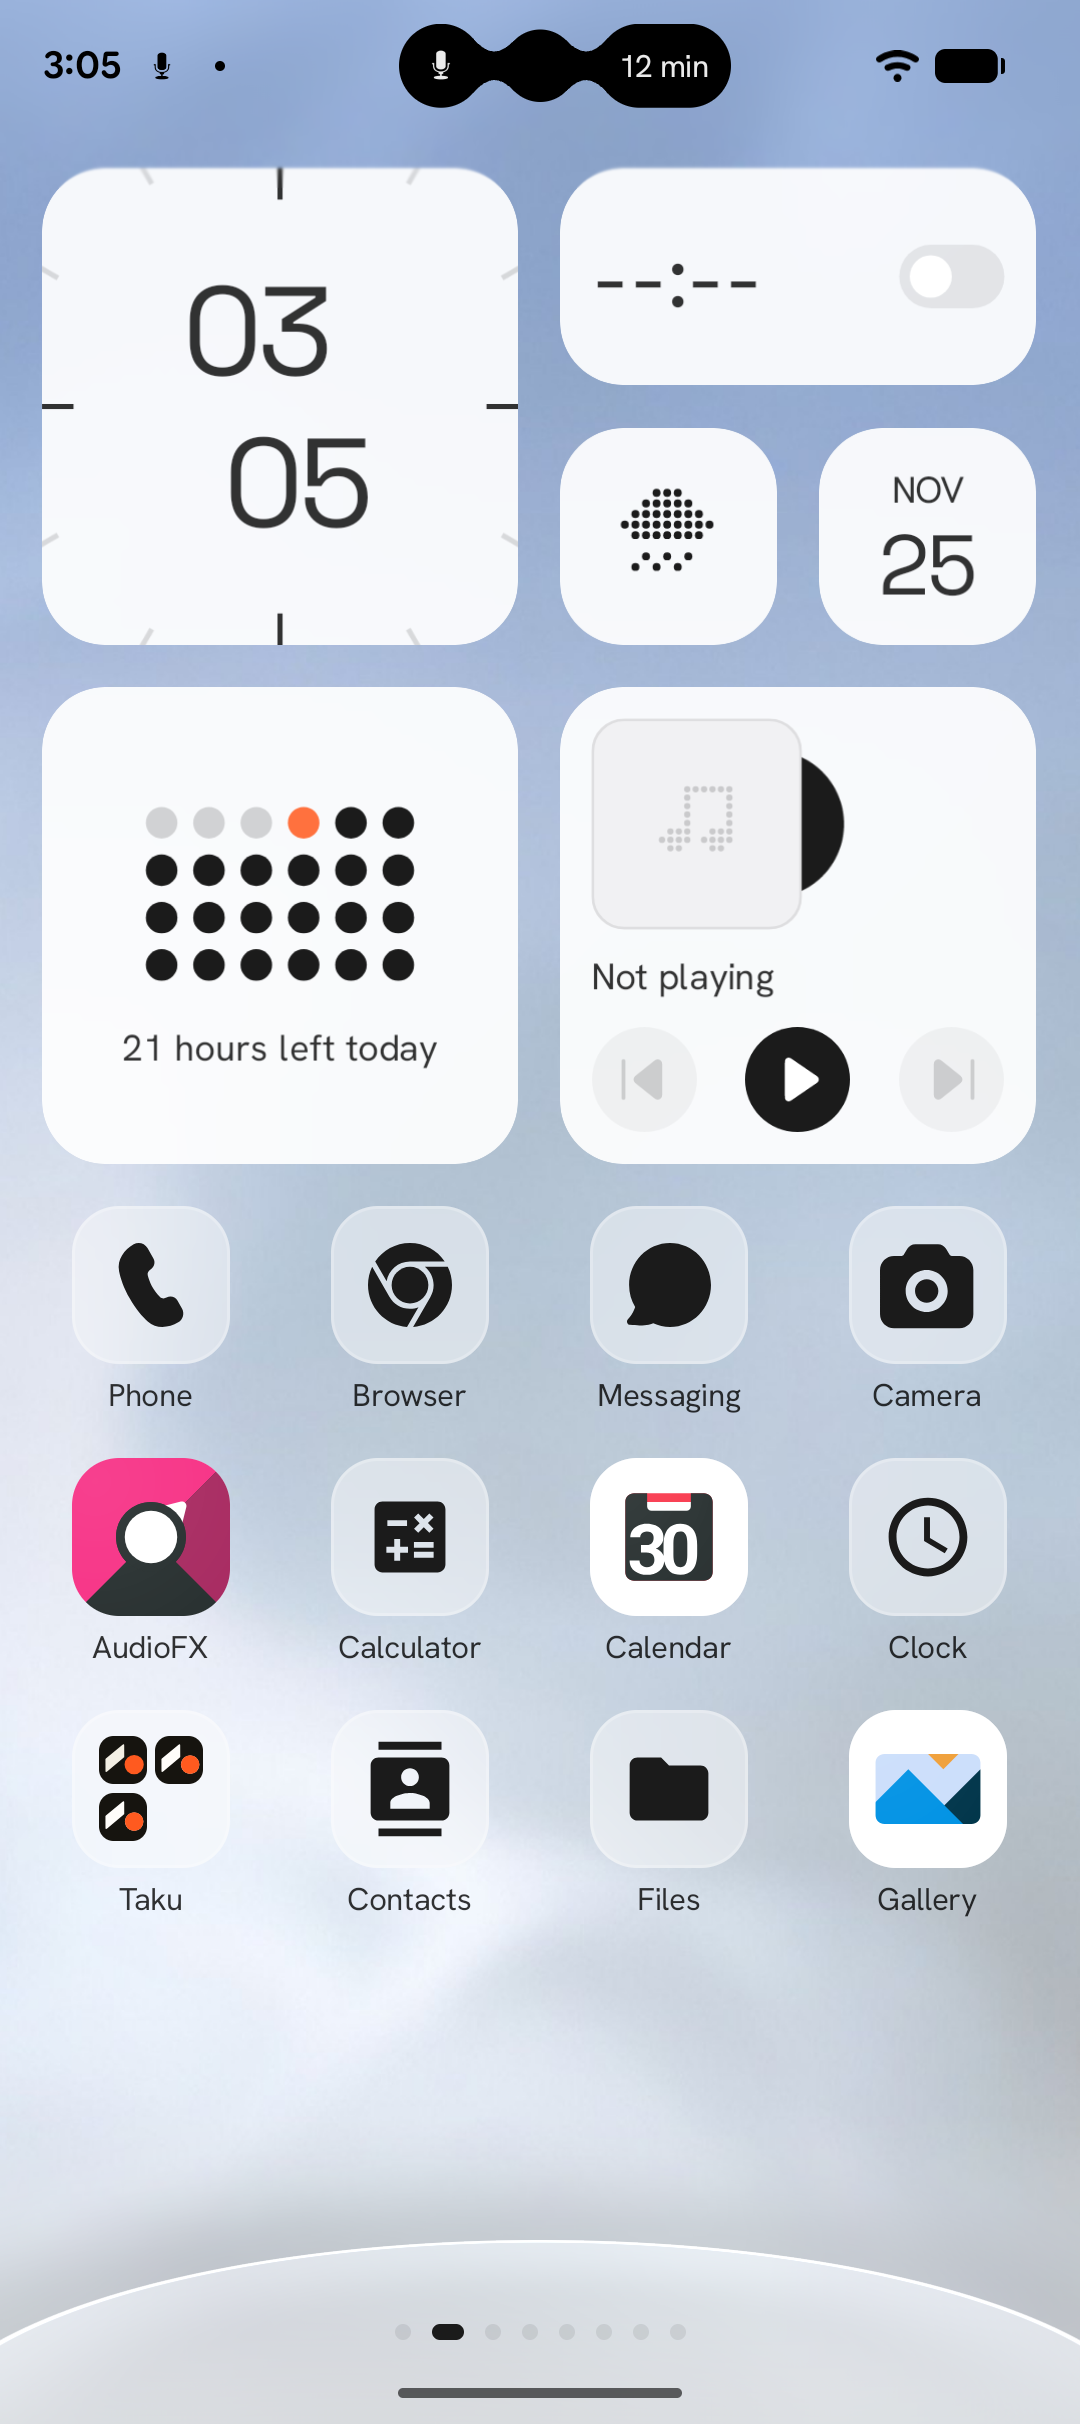 3:05
12 min
03
05
--:--
NOV
25
21 hours left today
Not playing
Phone
Browser
Messaging
Camera
30
AudioFX
Calculator
Calendar
Clock
Taku
Contacts
Files
Gallery